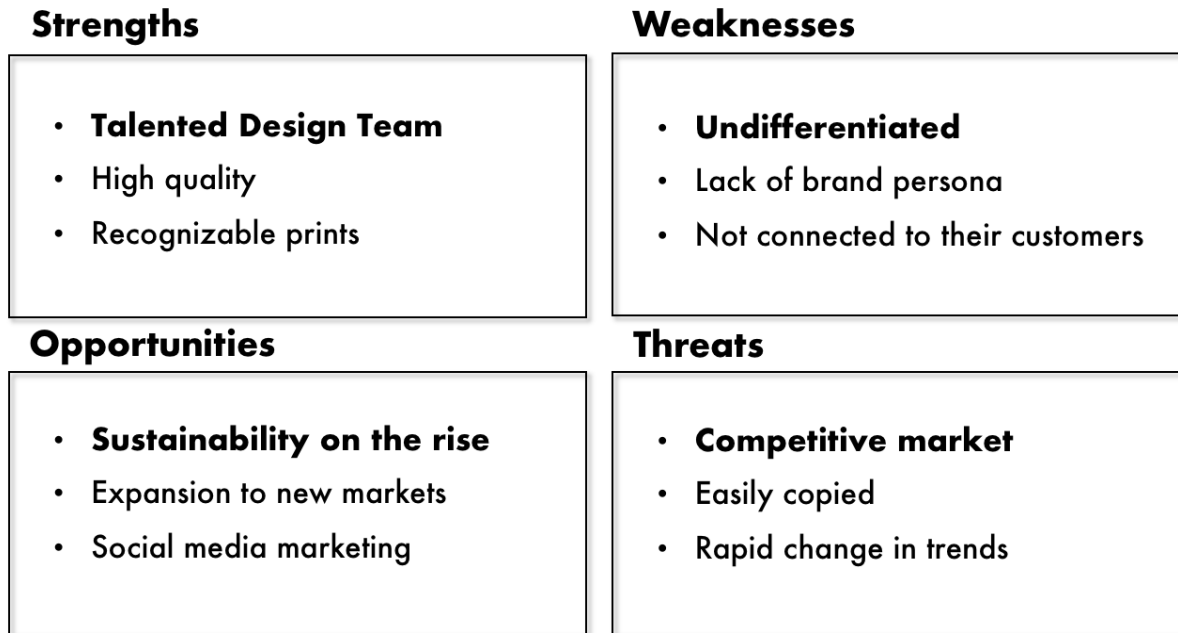 Strengths
• Talented Design Team
• High quality
• Recognizable prints
Weaknesses
• Undifferentiated
• Lack of brand persona
• Not connected to their customers
Opportunities
• Sustainability on the rise
• Expansion to new markets
• Social media marketing
Threats
• Competitive market
• Easily copied
• Rapid change in trends